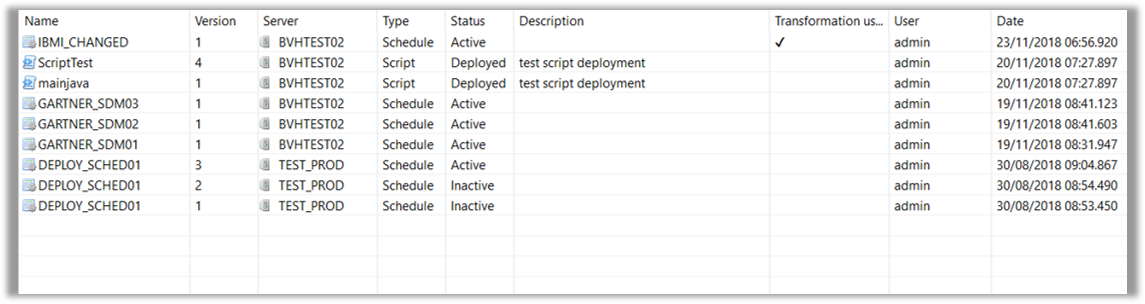 Name Version Server Type Status Description Transformation us... User Date
IBMI_CHANGED 1 BVHTEST02 Schedule Active ✓ admin 23/11/2018 06:56.920
ScriptTest 4 BVHTEST02 Script Deployed test script deployment admin 20/11/2018 07:27.897
mainjava 1 BVHTEST02 Script Deployed test script deployment admin 20/11/2018 07:27.897
GARTNER_SDM03 1 BVHTEST02 Schedule Active admin 19/11/2018 08:41.123
GARTNER_SDM02 1 BVHTEST02 Schedule Active admin 19/11/2018 08:41.603
GARTNER_SDM01 1 BVHTEST02 Schedule Active admin 19/11/2018 08:31.947
DEPLOY_SCHED01 3 TEST_PROD Schedule Active admin 30/08/2018 09:04.867
DEPLOY_SCHED01 2 TEST_PROD Schedule Inactive admin 30/08/2018 08:54.490
DEPLOY_SCHED01 1 TEST_PROD Schedule Inactive admin 30/08/2018 08:53.450